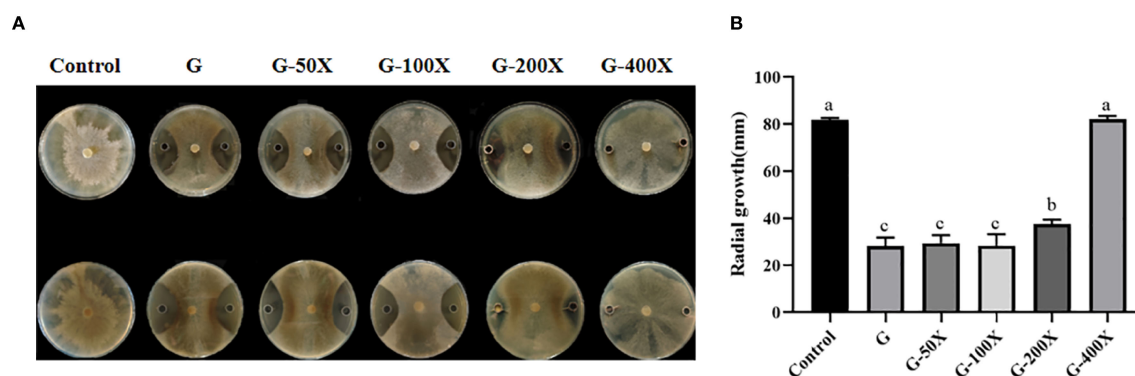 A
Control G G-50X G-100X G-200X G-400X
B
Radial growth(mm)
100
80
60
40
20
0
a
c
c
c
b
a
Control
G
G-50X
G-100X
G-200X
G-400X